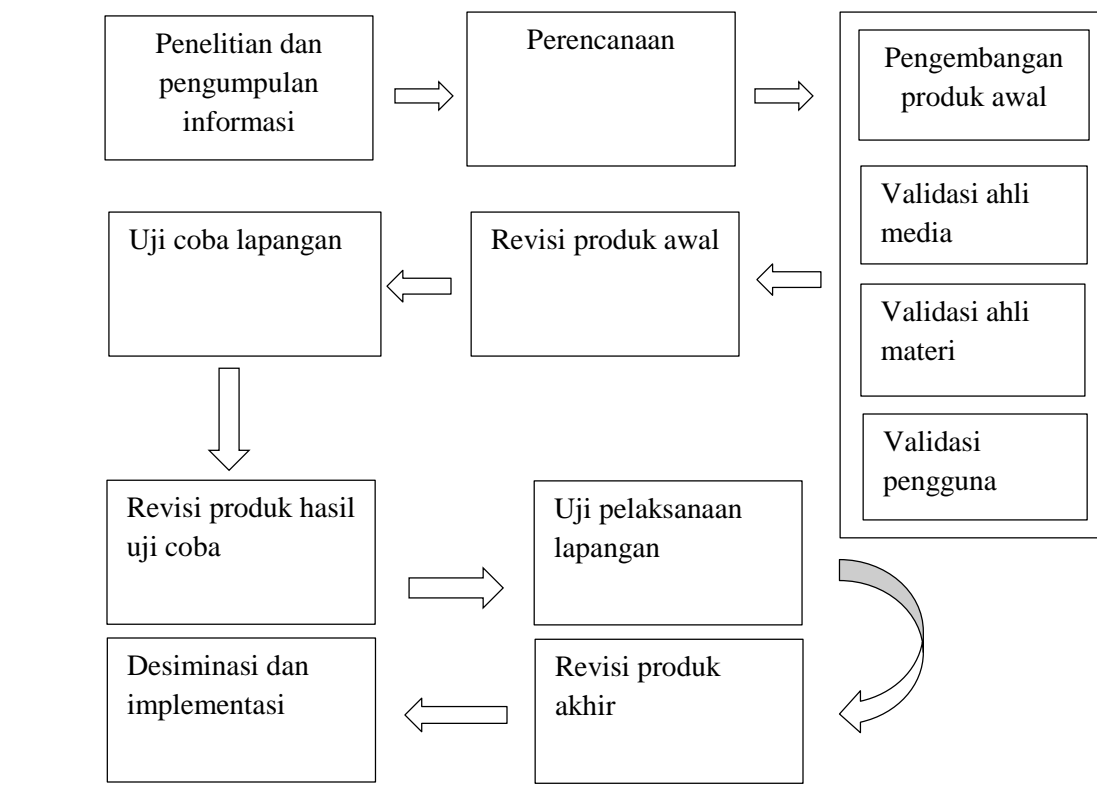 Penelitian dan
pengumpulan
informasi
Perencanaan
Pengembangan
produk awal
Validasi ahli
media
Validasi ahli
materi
Validasi
pengguna
Revisi produk awal
Uji coba lapangan
Revisi produk hasil
uji coba
Uji pelaksanaan
lapangan
Revisi produk
akhir
Desiminasi dan
implementasi